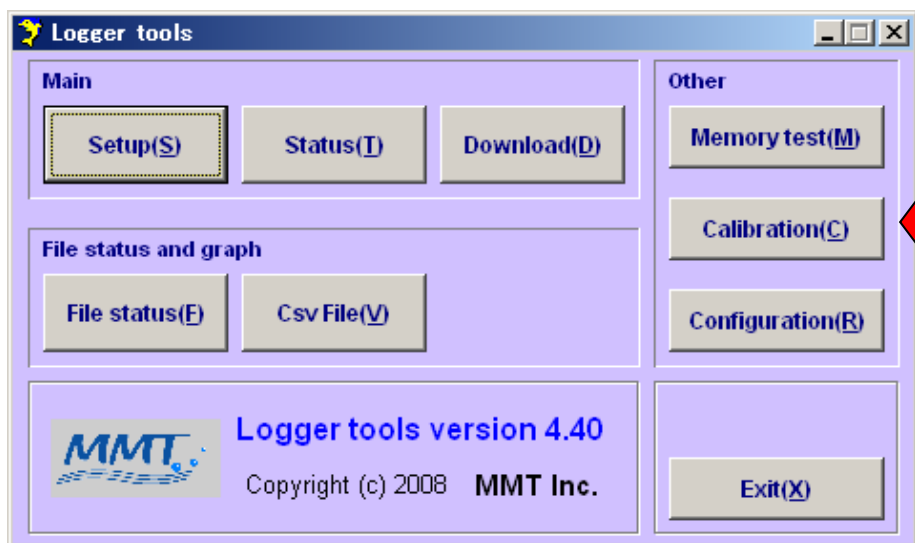 Logger tools
Main
Setup(S)
Status(T)
Download(D)
Other
Memory test(M)
Calibration(C)
Configuration(R)
File status and graph
File status(F)
Csv File(V)
MMT
Logger tools version 4.40
Copyright (c) 2008 MMT Inc.
Exit(X)